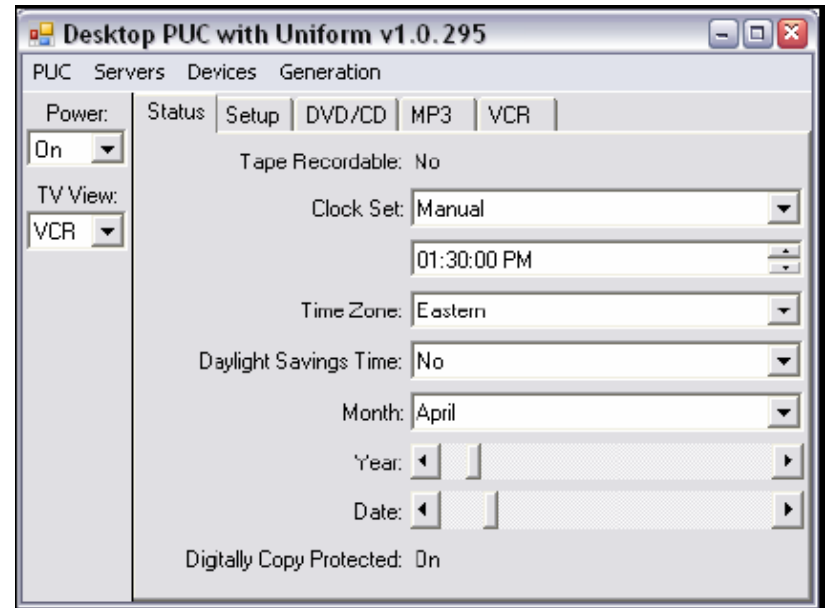 Desktop PUC with Uniform v1.0.295
PUC Servers Devices Generation
Power:
On
TV View:
VCR
Status Setup DVD/CD MP3 VCR
Tape Recordable: No
Clock Set: Manual
01:30:00 PM
Time Zone: Eastern
Daylight Savings Time: No
Month: April
Year:
Date:
Digitally Copy Protected: On